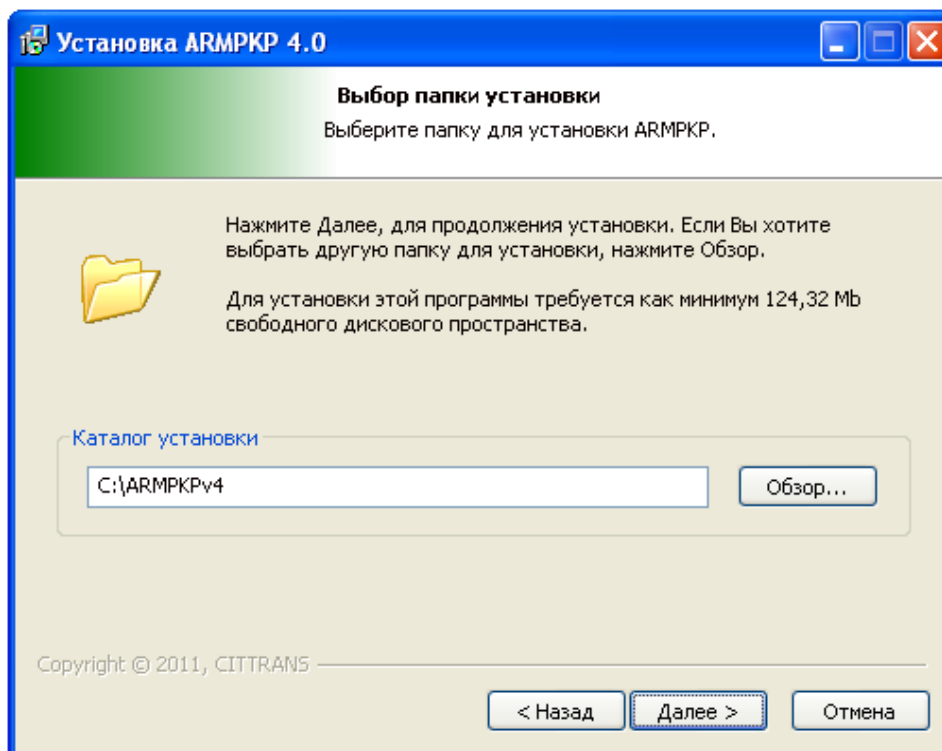 Установка ARMPKP 4.0
Выбор папки установки
Выберите папку для установки ARMPKP.
Нажмите Далее, для продолжения установки. Если Вы хотите
выбрать другую папку для установки, нажмите Обзор.
Для установки этой программы требуется как минимум 124,32 Mb
свободного дискового пространства.
Каталог установки
C:\ARMPKPv4
Обзор...
Copyright © 2011, CITTRANS
< Назад
Далее >
Отмена